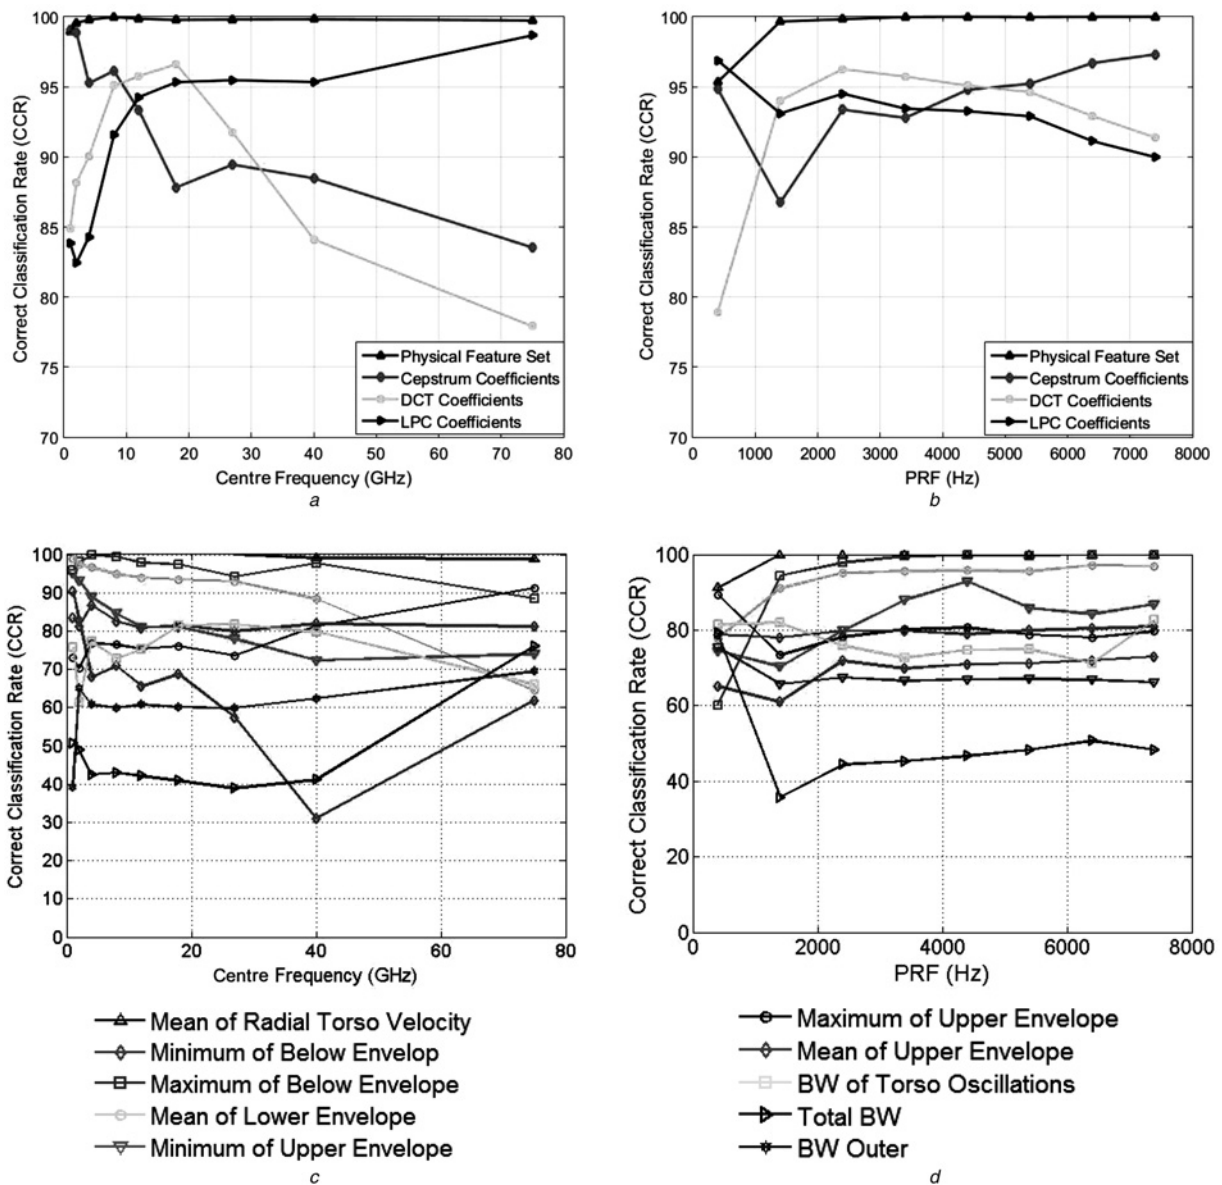 100
95
90
85
80
75
70
Correct Classification Rate (CCR)
Physical Feature Set
Cepstrum Coefficients
DCT Coefficients
LPC Coefficients
0 10 20 30 40 50 60 70 80
Centre Frequency (GHz)
a
100
95
90
85
80
75
70
Correct Classification Rate (CCR)
Physical Feature Set
Cepstrum Coefficients
DCT Coefficients
LPC Coefficients
0 1000 2000 3000 4000 5000 6000 7000 8000
PRF (Hz)
b
100
90
80
70
60
50
40
30
20
10
0
Correct Classification Rate (CCR)
0 20 40 60 80
Centre Frequency (GHz)
Mean of Radial Torso Velocity
Minimum of Below Envelop
Maximum of Below Envelope
Mean of Lower Envelope
Minimum of Upper Envelope
c
100
80
60
40
20
0
Correct Classification Rate (CCR)
0 2000 4000 6000 8000
PRF (Hz)
Maximum of Upper Envelope
Mean of Upper Envelope
BW of Torso Oscillations
Total BW
BW Outer
d